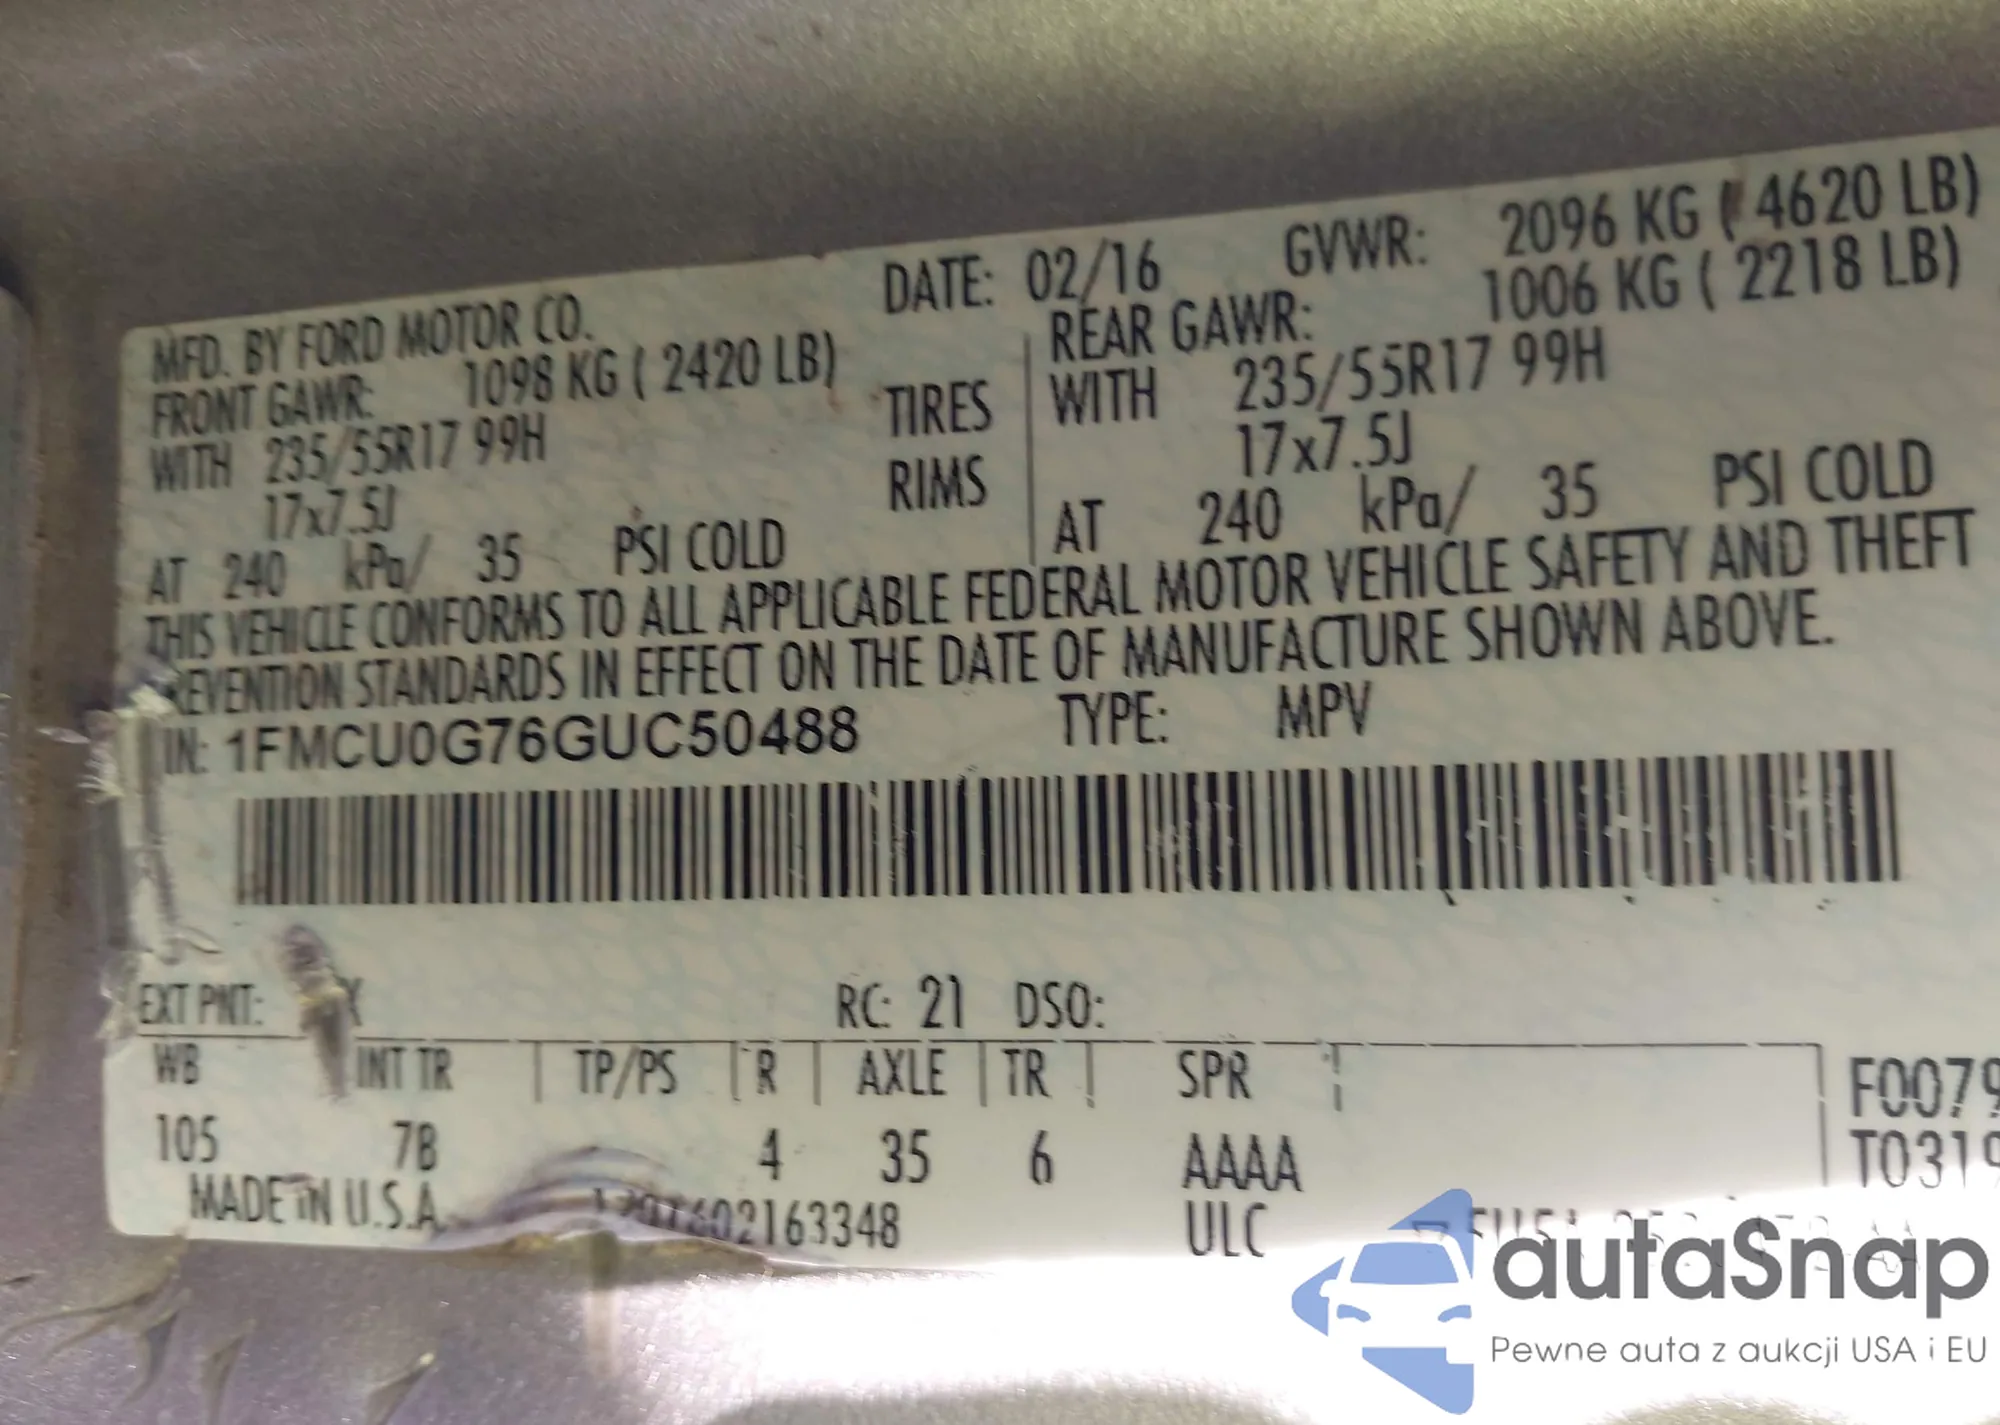 DATE: 02/16 GVWR: 2096 KG ( 4620 LB)
MFD. BY FORD MOTOR CO.
FRONT GAWR: 1098 KG ( 2420 LB) REAR GAWR: 1006 KG ( 2218 LB)
WITH 235/55R17 99H TIRES WITH 235/55R17 99H
17x7.5J RIMS 17x7.5J
AT 240 kPa/ 35 PSI COLD AT 240 kPa/ 35 PSI COLD
THIS VEHICLE CONFORMS TO ALL APPLICABLE FEDERAL MOTOR VEHICLE SAFETY AND THEFT
REVENTION STANDARDS IN EFFECT ON THE DATE OF MANUFACTURE SHOWN ABOVE.
IN: 1FMCU0G76GUC50488 TYPE: MPV
EXT PNT: RC: 21 DSO:
WB INT TR TP/PS R AXLE TR SPR F0079
105 7B 4 35 6 AAAA T0319
MADE IN U.S.A. ULC
autaSnap
Pewne auta z aukcji USA i EU